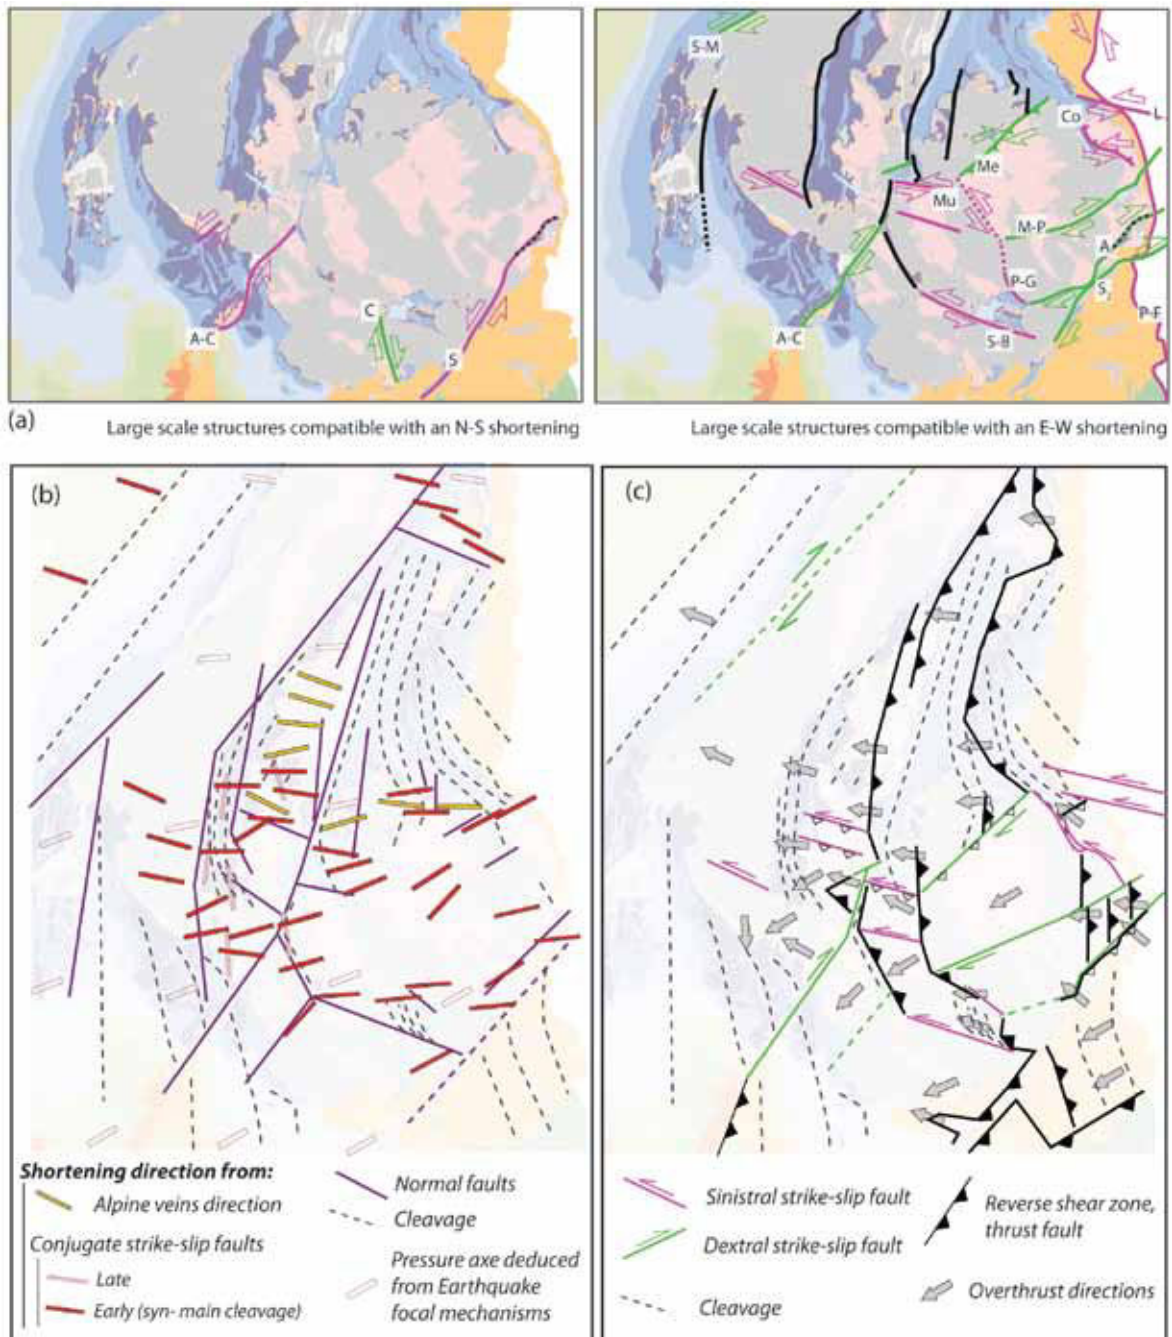 S-M
Co
L
Me
Mu
M-P
A
C
P-G
S₂
A-C
S
A-C
S-B
P-F
(a)
Large scale structures compatible with an N-S shortening
Large scale structures compatible with an E-W shortening
(b)
(c)
Shortening direction from:
Alpine veins direction
Conjugate strike-slip faults
Late
Early (syn- main cleavage)
Normal faults
Cleavage
Pressure axe deduced
from Earthquake
focal mechanisms
Sinistral strike-slip fault
Dextral strike-slip fault
Cleavage
Reverse shear zone,
thrust fault
Overthrust directions